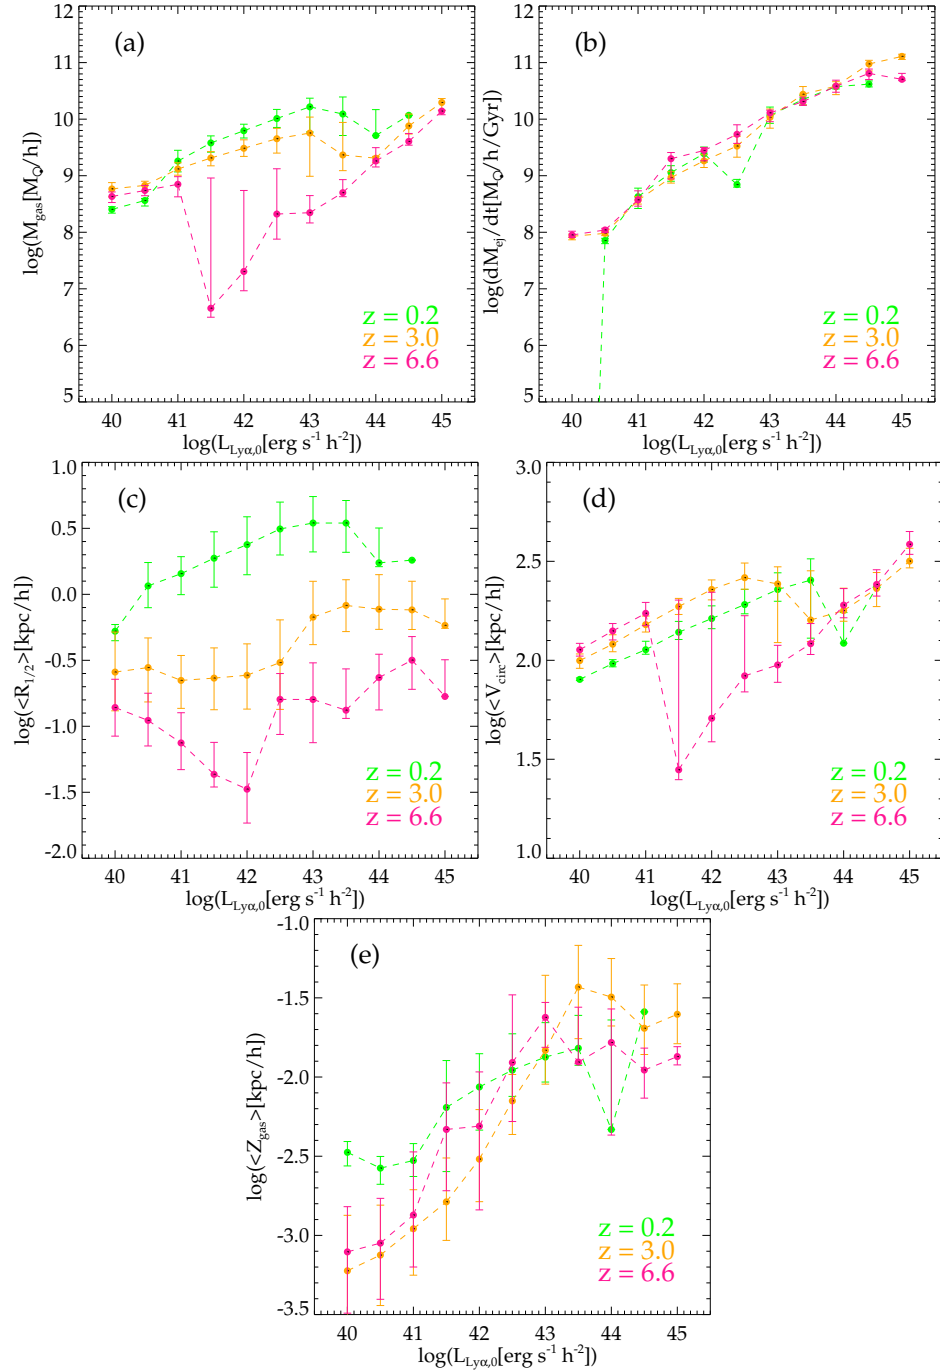 (a)
12
11
10
9
8
7
6
5
log(M_gas[M_☉/h])
z = 0.2
z = 3.0
z = 6.6
40 41 42 43 44 45
log(L_Lyα,0[erg s⁻¹ h⁻²])
(b)
12
11
10
9
8
7
6
5
log(dM_ej/dt[M_☉/h/Gyr])
z = 0.2
z = 3.0
z = 6.6
40 41 42 43 44 45
log(L_Lyα,0[erg s⁻¹ h⁻²])
(c)
1.0
0.5
0.0
-0.5
-1.0
-1.5
-2.0
log(<R_1/2>[kpc/h])
z = 0.2
z = 3.0
z = 6.6
40 41 42 43 44 45
log(L_Lyα,0[erg s⁻¹ h⁻²])
(d)
3.0
2.5
2.0
1.5
1.0
log(<V_circ>[kpc/h])
z = 0.2
z = 3.0
z = 6.6
40 41 42 43 44 45
log(L_Lyα,0[erg s⁻¹ h⁻²])
(e)
-1.0
-1.5
-2.0
-2.5
-3.0
-3.5
log(<Z_gas>[kpc/h])
z = 0.2
z = 3.0
z = 6.6
40 41 42 43 44 45
log(L_Lyα,0[erg s⁻¹ h⁻²])